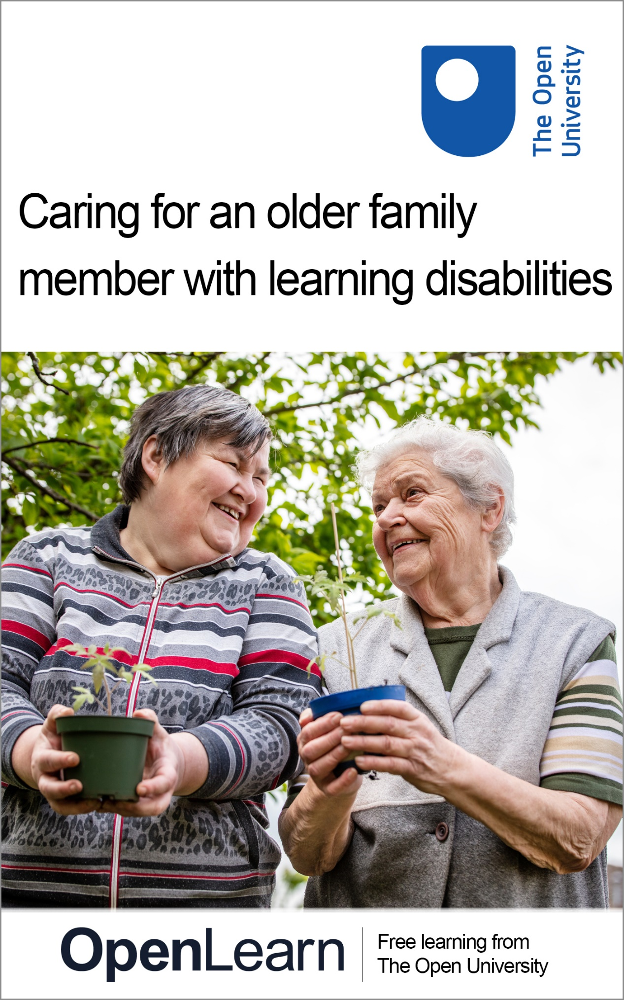 The Open
University
Caring for an older family
member with learning disabilities
OpenLearn
Free learning from
The Open University